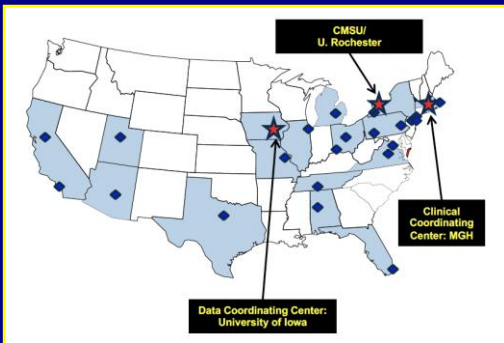 CMSU/
U. Rochester
Clinical
Coordinating
Center: MGH
Data Coordinating Center:
University of Iowa